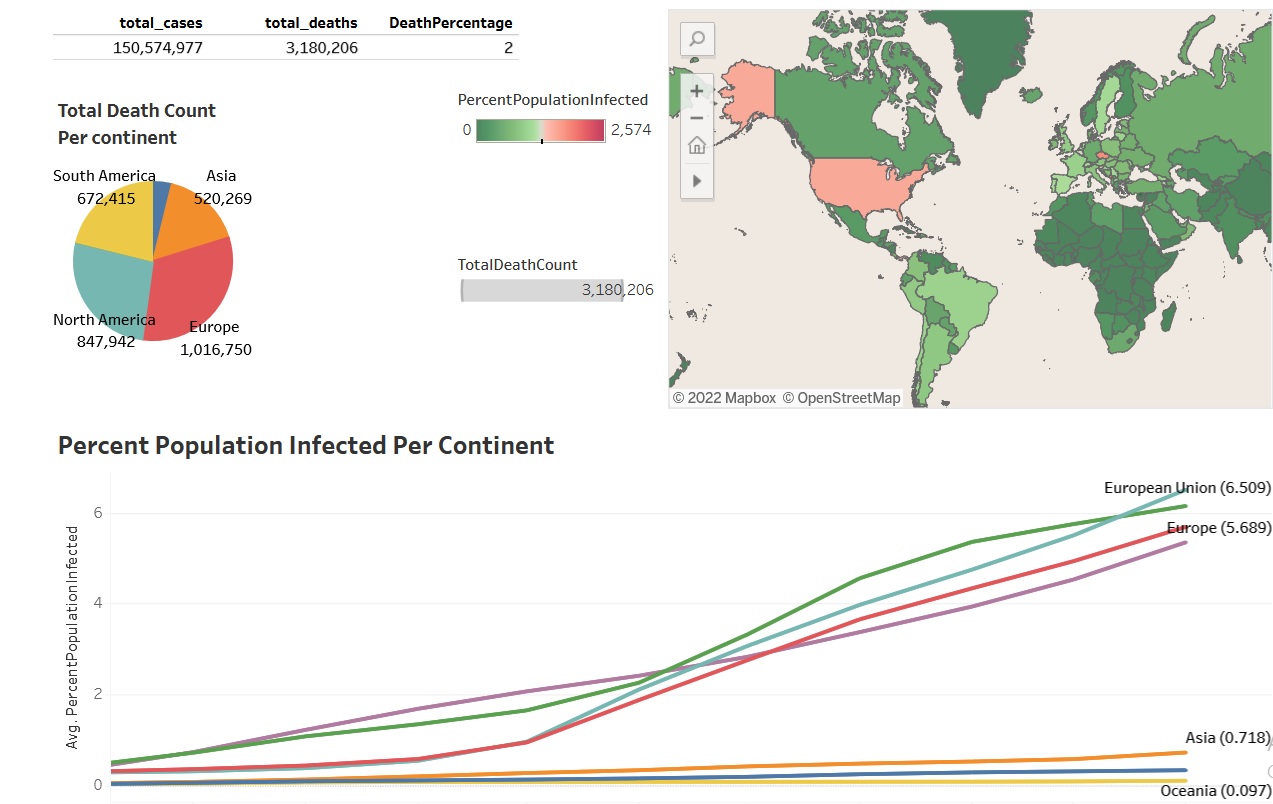 total_cases total_deaths DeathPercentage
150,574,977 3,180,206 2
Total Death Count
Per continent
South America
672,415
Asia
520,269
North America
847,942
Europe
1,016,750
PercentPopulationInfected
0 2,574
TotalDeathCount
3,180,206
© 2022 Mapbox © OpenStreetMap
Percent Population Infected Per Continent
Avg. PercentPopulationInfected
6
4
2
0
European Union (6.509)
Europe (5.689)
Asia (0.718)
Oceania (0.097)